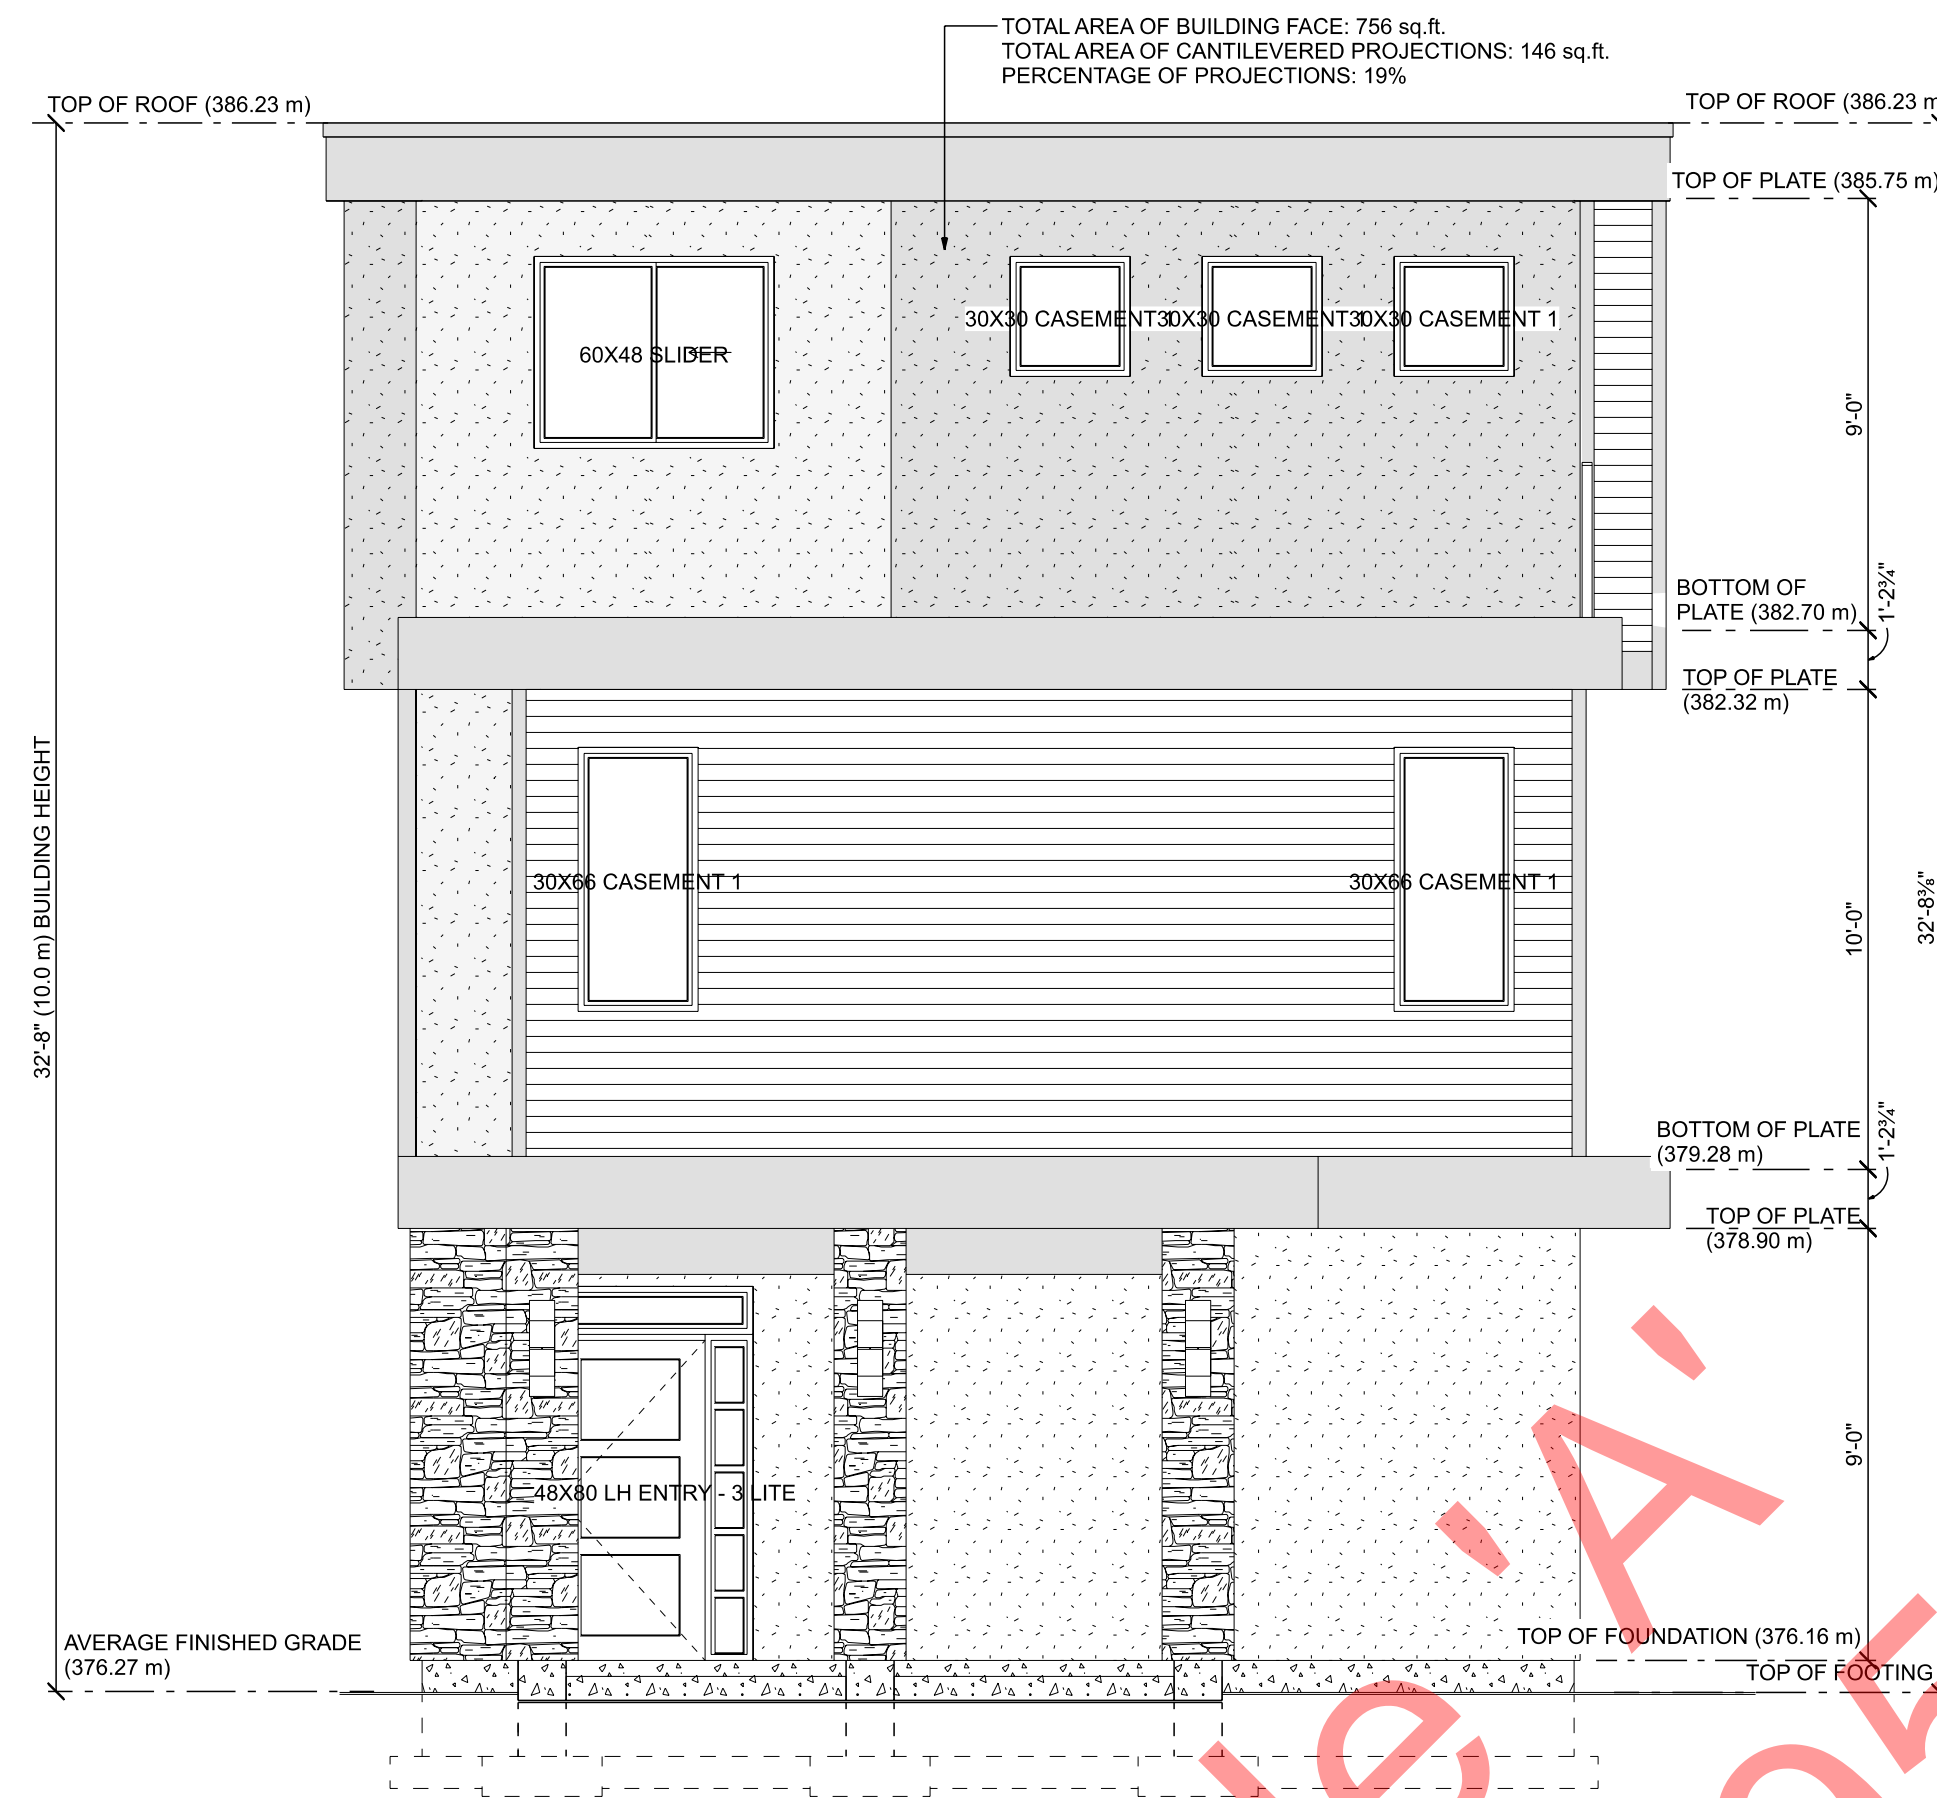 TOTAL AREA OF BUILDING FACE: 756 sq.ft.
TOTAL AREA OF CANTILEVERED PROJECTIONS: 146 sq.ft.
PERCENTAGE OF PROJECTIONS: 19%
TOP OF ROOF (386.23 m)
TOP OF ROOF (386.23 m
TOP OF PLATE (385.75 m)
30X30 CASEMENT 1
30X30 CASEMENT 1
30X30 CASEMENT 1
60X48 SLIDER
9'-0"
BOTTOM OF
PLATE (382.70 m)
1'-2¾"
TOP OF PLATE
(382.32 m)
32'-8" (10.0 m) BUILDING HEIGHT
30X66 CASEMENT 1
30X66 CASEMENT 1
10'-0"
32'-8⅜"
BOTTOM OF PLATE
(379.28 m)
1'-2¾"
TOP OF PLATE
(378.90 m)
48X80 LH ENTRY - 3 LITE
9'-0"
AVERAGE FINISHED GRADE
(376.27 m)
TOP OF FOUNDATION (376.16 m)
TOP OF FOOTING
'A'